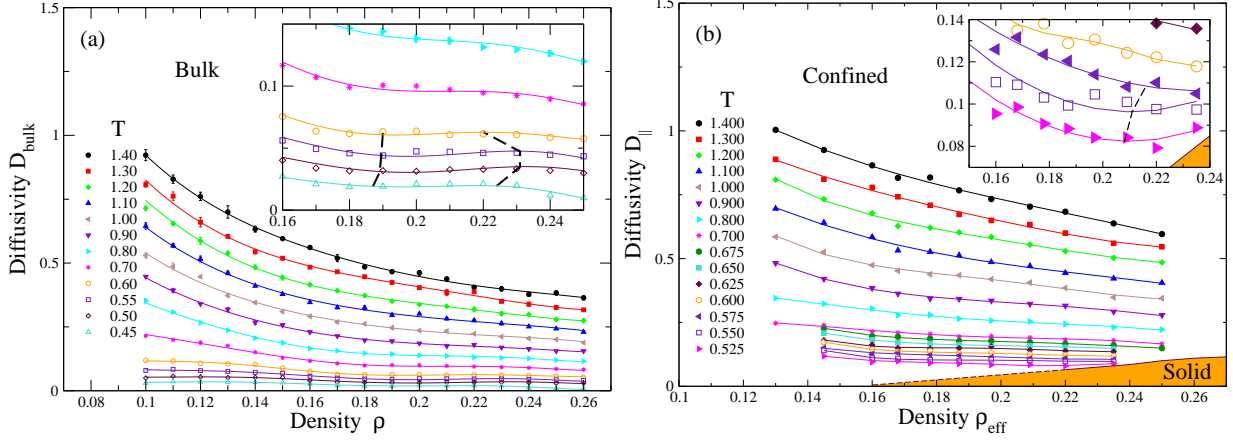 (a)
Bulk
Diffusivity D_bulk
Density ρ
T
1.40
1.30
1.20
1.10
1.00
0.90
0.80
0.70
0.60
0.55
0.50
0.45
1.5
1
0.5
0
0.08 0.1 0.12 0.14 0.16 0.18 0.2 0.22 0.24 0.26
0.1
0
0.16 0.18 0.20 0.22 0.24
(b)
Confined
Diffusivity D_||
Density ρ_eff
T
1.400
1.300
1.200
1.100
1.000
0.900
0.800
0.700
0.675
0.650
0.625
0.600
0.575
0.550
0.525
Solid
1.5
1
0.5
0
0.1 0.12 0.14 0.16 0.18 0.2 0.22 0.24 0.26
0.14
0.12
0.1
0.08
0.16 0.18 0.2 0.22 0.24